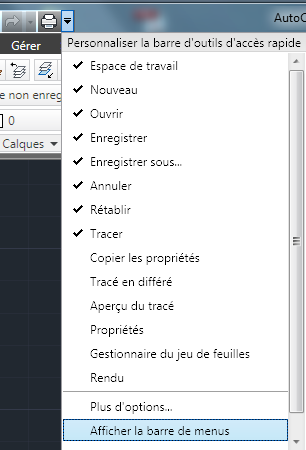 AutoC
Gérer
Personnaliser la barre d'outils d'accès rapide
Espace de travail
Nouveau
e non enreg
Ouvrir
0
Enregistrer
Calques
Enregistrer sous...
Annuler
Rétablir
Tracer
Copier les propriétés
Tracé en différé
Aperçu du tracé
Propriétés
Gestionnaire du jeu de feuilles
Rendu
Plus d'options...
Afficher la barre de menus